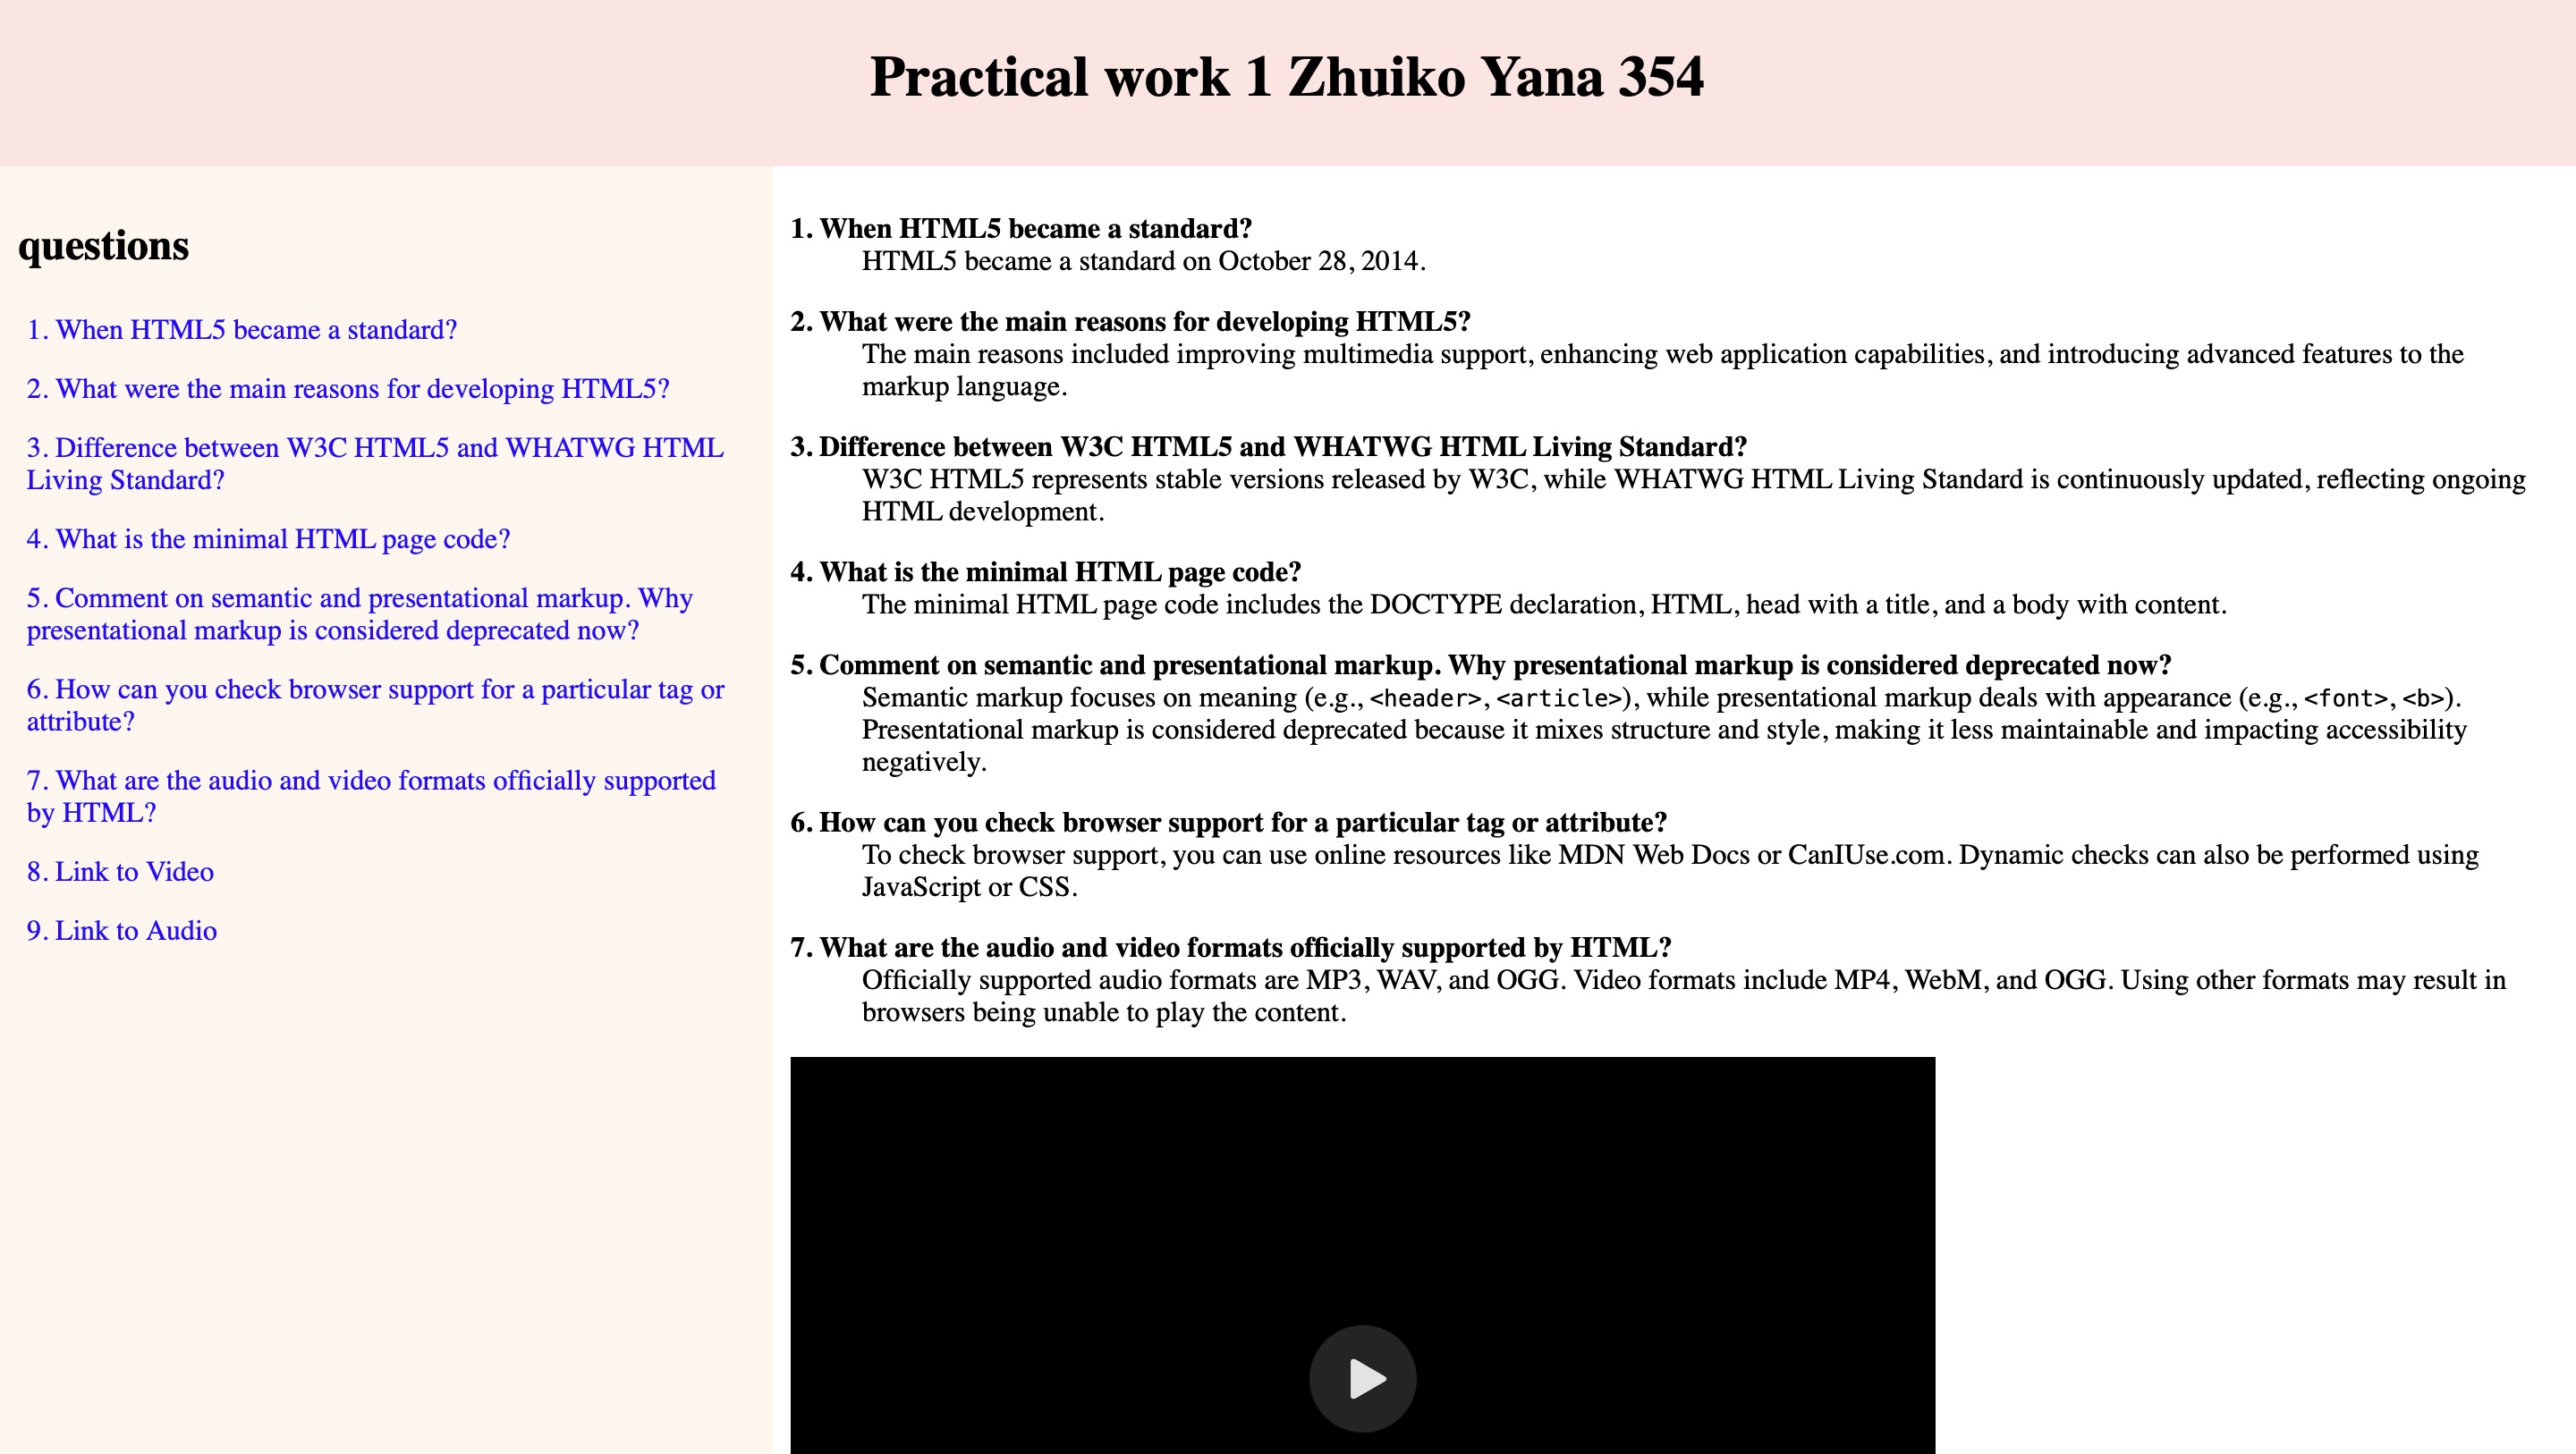 Practical work 1 Zhuiko Yana 354
questions
1. When HTML5 became a standard?
2. What were the main reasons for developing HTML5?
3. Difference between W3C HTML5 and WHATWG HTML
Living Standard?
4. What is the minimal HTML page code?
5. Comment on semantic and presentational markup. Why
presentational markup is considered deprecated now?
6. How can you check browser support for a particular tag or
attribute?
7. What are the audio and video formats officially supported
by HTML?
8. Link to Video
9. Link to Audio
1. When HTML5 became a standard?
HTML5 became a standard on October 28, 2014.
2. What were the main reasons for developing HTML5?
The main reasons included improving multimedia support, enhancing web application capabilities, and introducing advanced features to the
markup language.
3. Difference between W3C HTML5 and WHATWG HTML Living Standard?
W3C HTML5 represents stable versions released by W3C, while WHATWG HTML Living Standard is continuously updated, reflecting ongoing
HTML development.
4. What is the minimal HTML page code?
The minimal HTML page code includes the DOCTYPE declaration, HTML, head with a title, and a body with content.
5. Comment on semantic and presentational markup. Why presentational markup is considered deprecated now?
Semantic markup focuses on meaning (e.g., <header>, <article>), while presentational markup deals with appearance (e.g., <font>, <b>).
Presentational markup is considered deprecated because it mixes structure and style, making it less maintainable and impacting accessibility
negatively.
6. How can you check browser support for a particular tag or attribute?
To check browser support, you can use online resources like MDN Web Docs or CanIUse.com. Dynamic checks can also be performed using
JavaScript or CSS.
7. What are the audio and video formats officially supported by HTML?
Officially supported audio formats are MP3, WAV, and OGG. Video formats include MP4, WebM, and OGG. Using other formats may result in
browsers being unable to play the content.